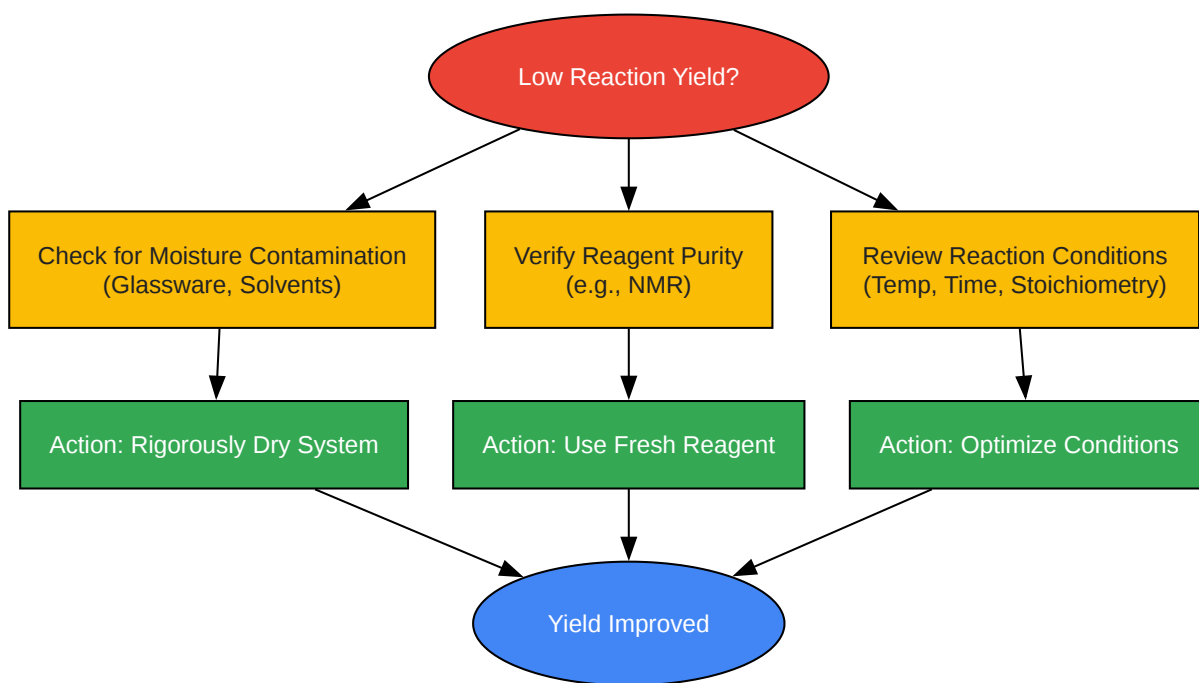 Low Reaction Yield?
Check for Moisture Contamination
(Glassware, Solvents)
Verify Reagent Purity
(e.g., NMR)
Review Reaction Conditions
(Temp, Time, Stoichiometry)
Action: Rigorously Dry System
Action: Use Fresh Reagent
Action: Optimize Conditions
Yield Improved